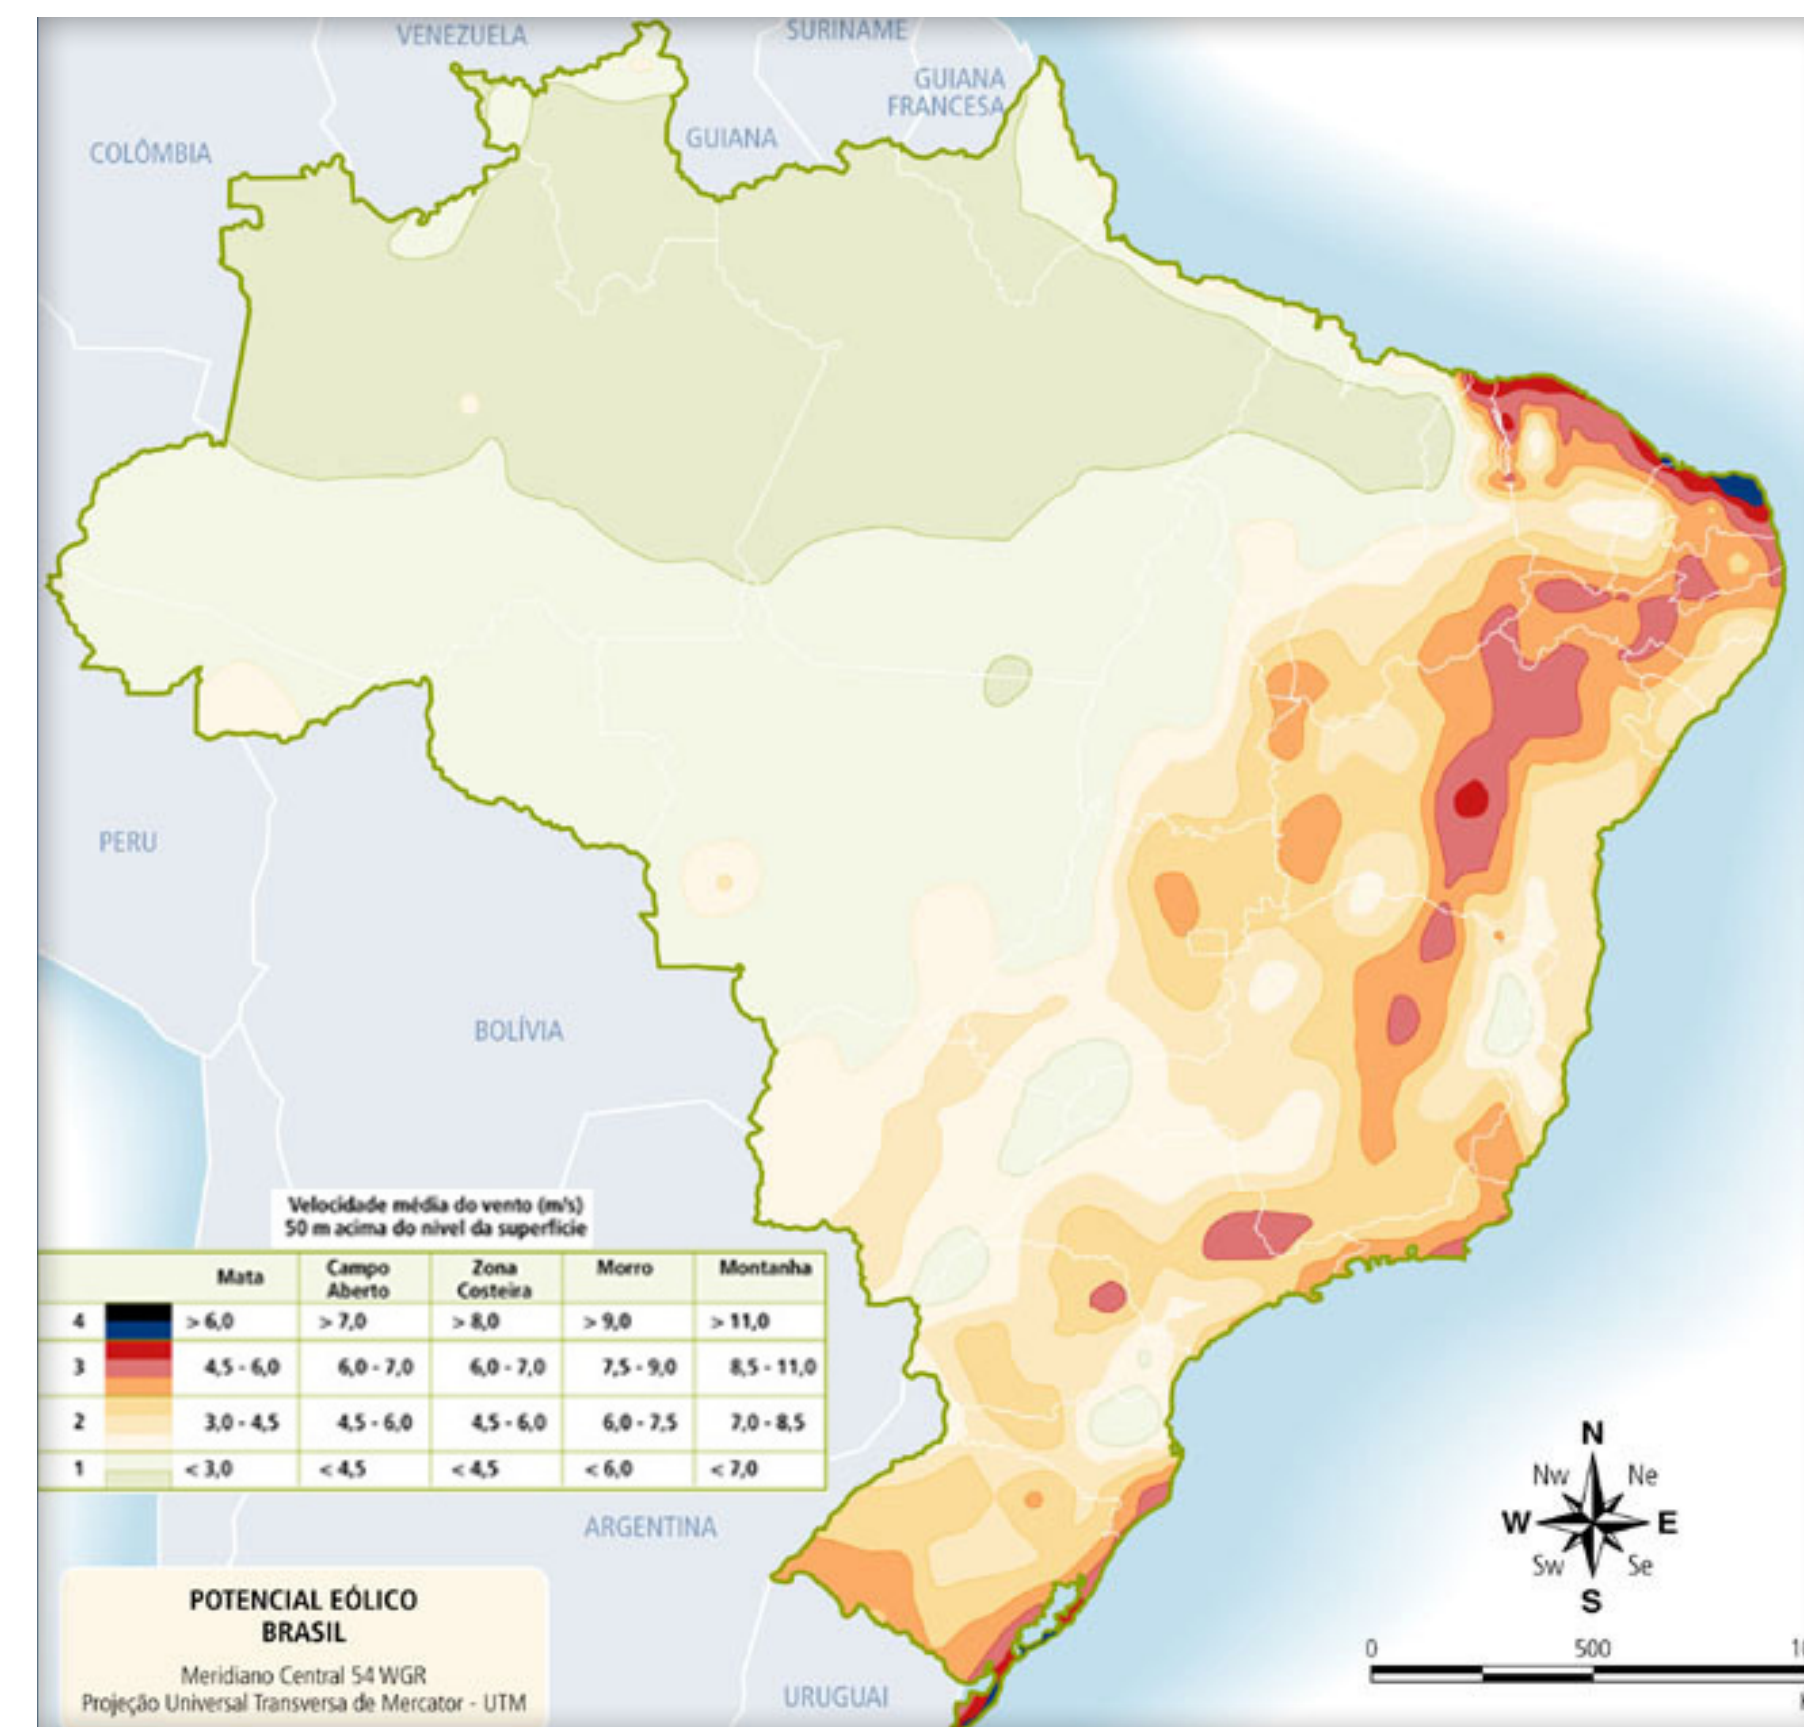 VENEZUELA
SURINAME
GUIANA
FRANCESA
GUIANA
COLÔMBIA
PERU
BOLÍVIA
Velocidade média do vento (m/s)
50 m acima do nível da superfície
Mata Campo Aberto Zona Costeira Morro Montanha
4 > 6,0 > 7,0 > 8,0 > 9,0 > 11,0
3 4,5 - 6,0 6,0 - 7,0 6,0 - 7,0 7,5 - 9,0 8,5 - 11,0
2 3,0 - 4,5 4,5 - 6,0 4,5 - 6,0 6,0 - 7,5 7,0 - 8,5
1 < 3,0 < 4,5 < 4,5 < 6,0 < 7,0
ARGENTINA
N
Nw Ne
W E
Sw Se
S
POTENCIAL EÓLICO
BRASIL
Meridiano Central 54 WGR
Projeção Universal Transversa de Mercator - UTM
URUGUAI
0 500